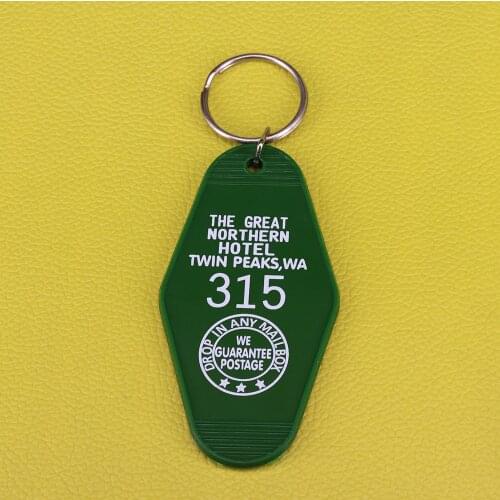 THE GREAT
NORTHERN
HOTEL
TWIN PEAKS,WA
315
DROP IN ANY MAILBOX
WE
GUARANTEE
POSTAGE